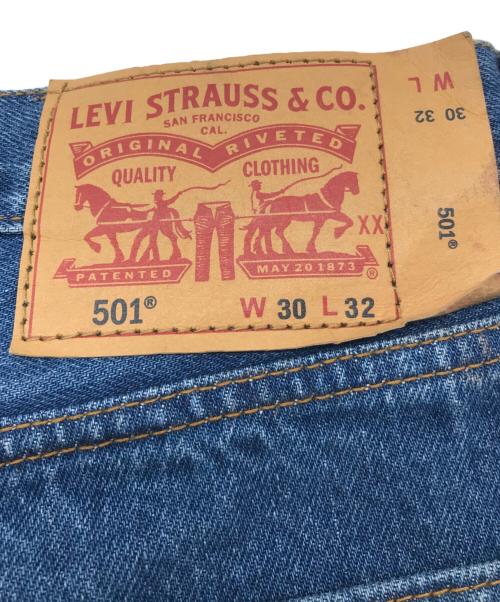 LEVI STRAUSS & CO.
SAN FRANCISCO
CAL.
ORIGINAL RIVETED
QUALITY CLOTHING
XX
PATENTED MAY 20 1873 ®
501® W 30 L 32
W L
30 32
501®